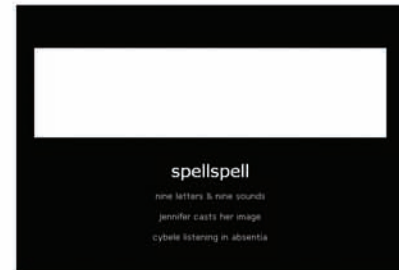 spellspell
nine letters & nine sounds
jennifer casts her image
cybele listening in absentia